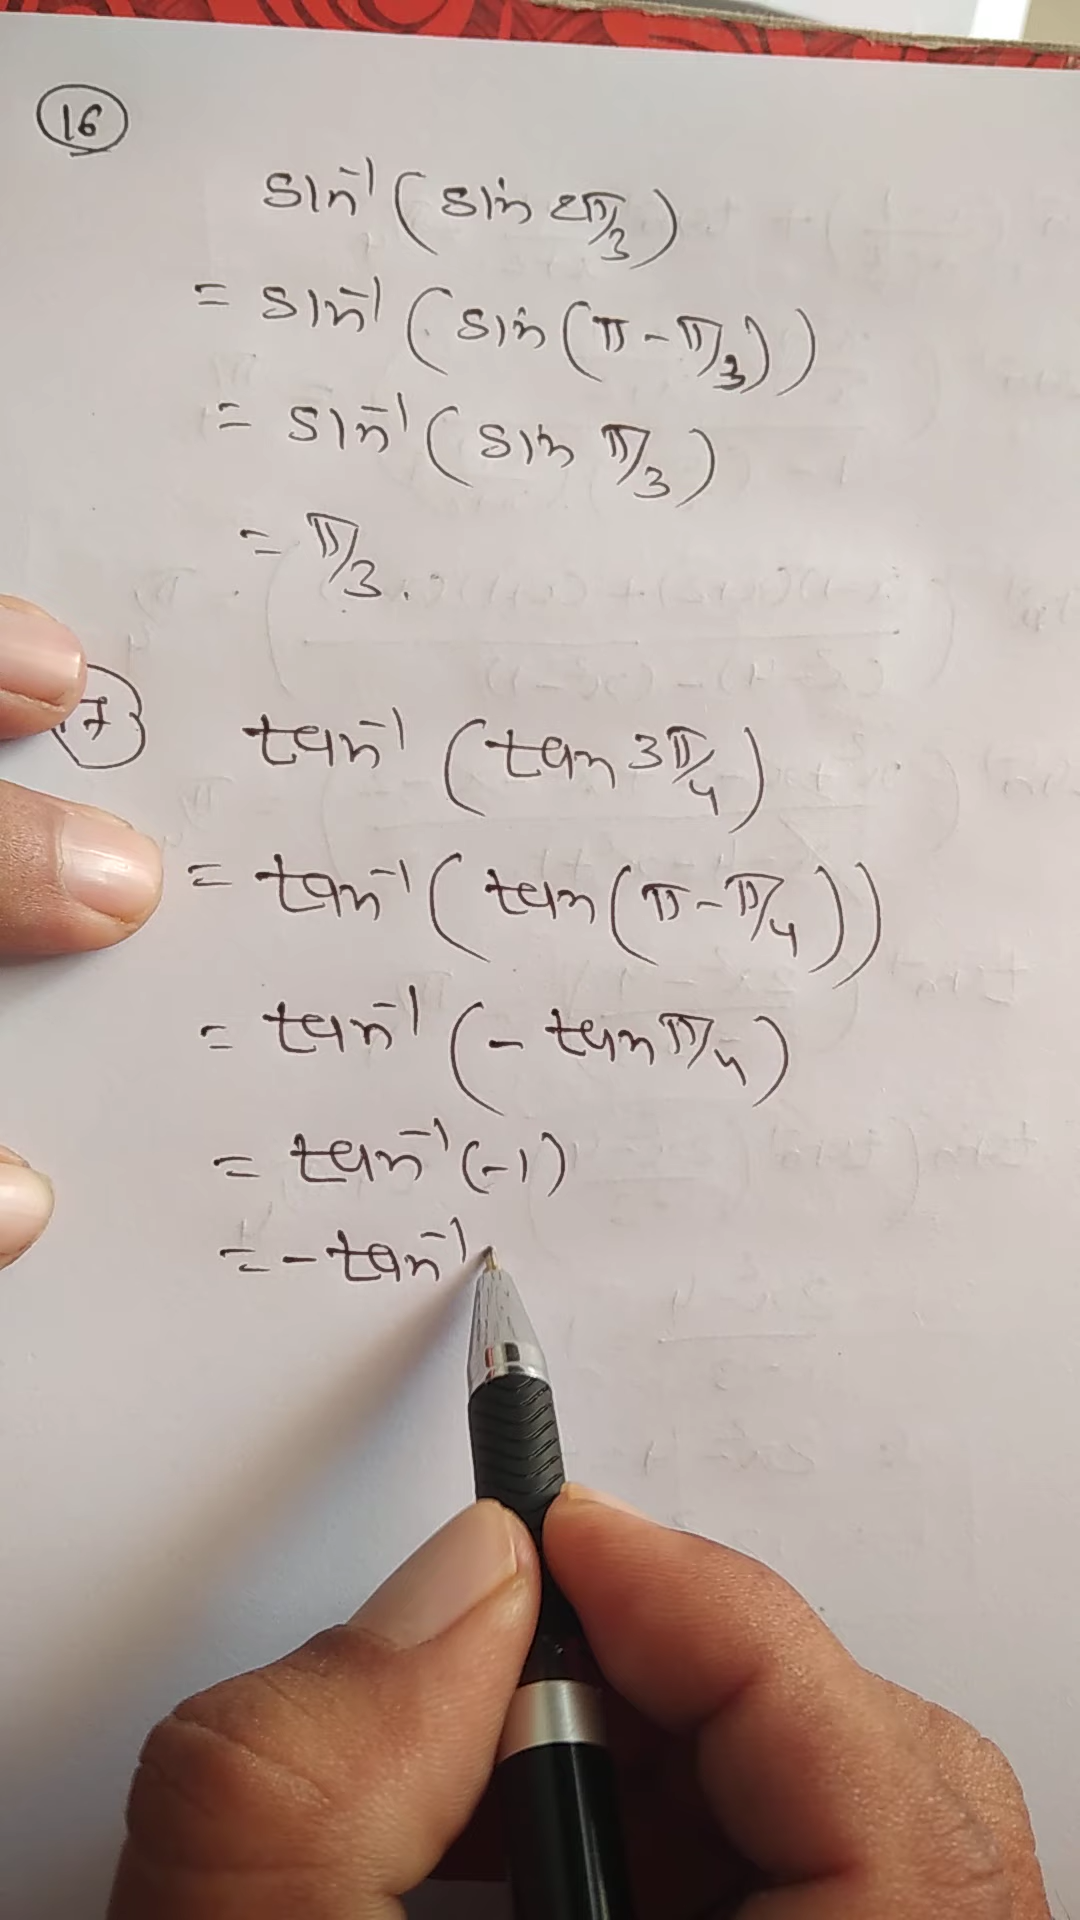 16
sin⁻¹ (sin 2π/3)
= sin⁻¹ (sin (π - π/3))
= sin⁻¹ (sin π/3)
= π/3.
7
tan⁻¹ (tan 3π/4)
= tan⁻¹ (tan (π - π/4))
= tan⁻¹ (- tan π/4)
= tan⁻¹ (-1)
= - tan⁻¹